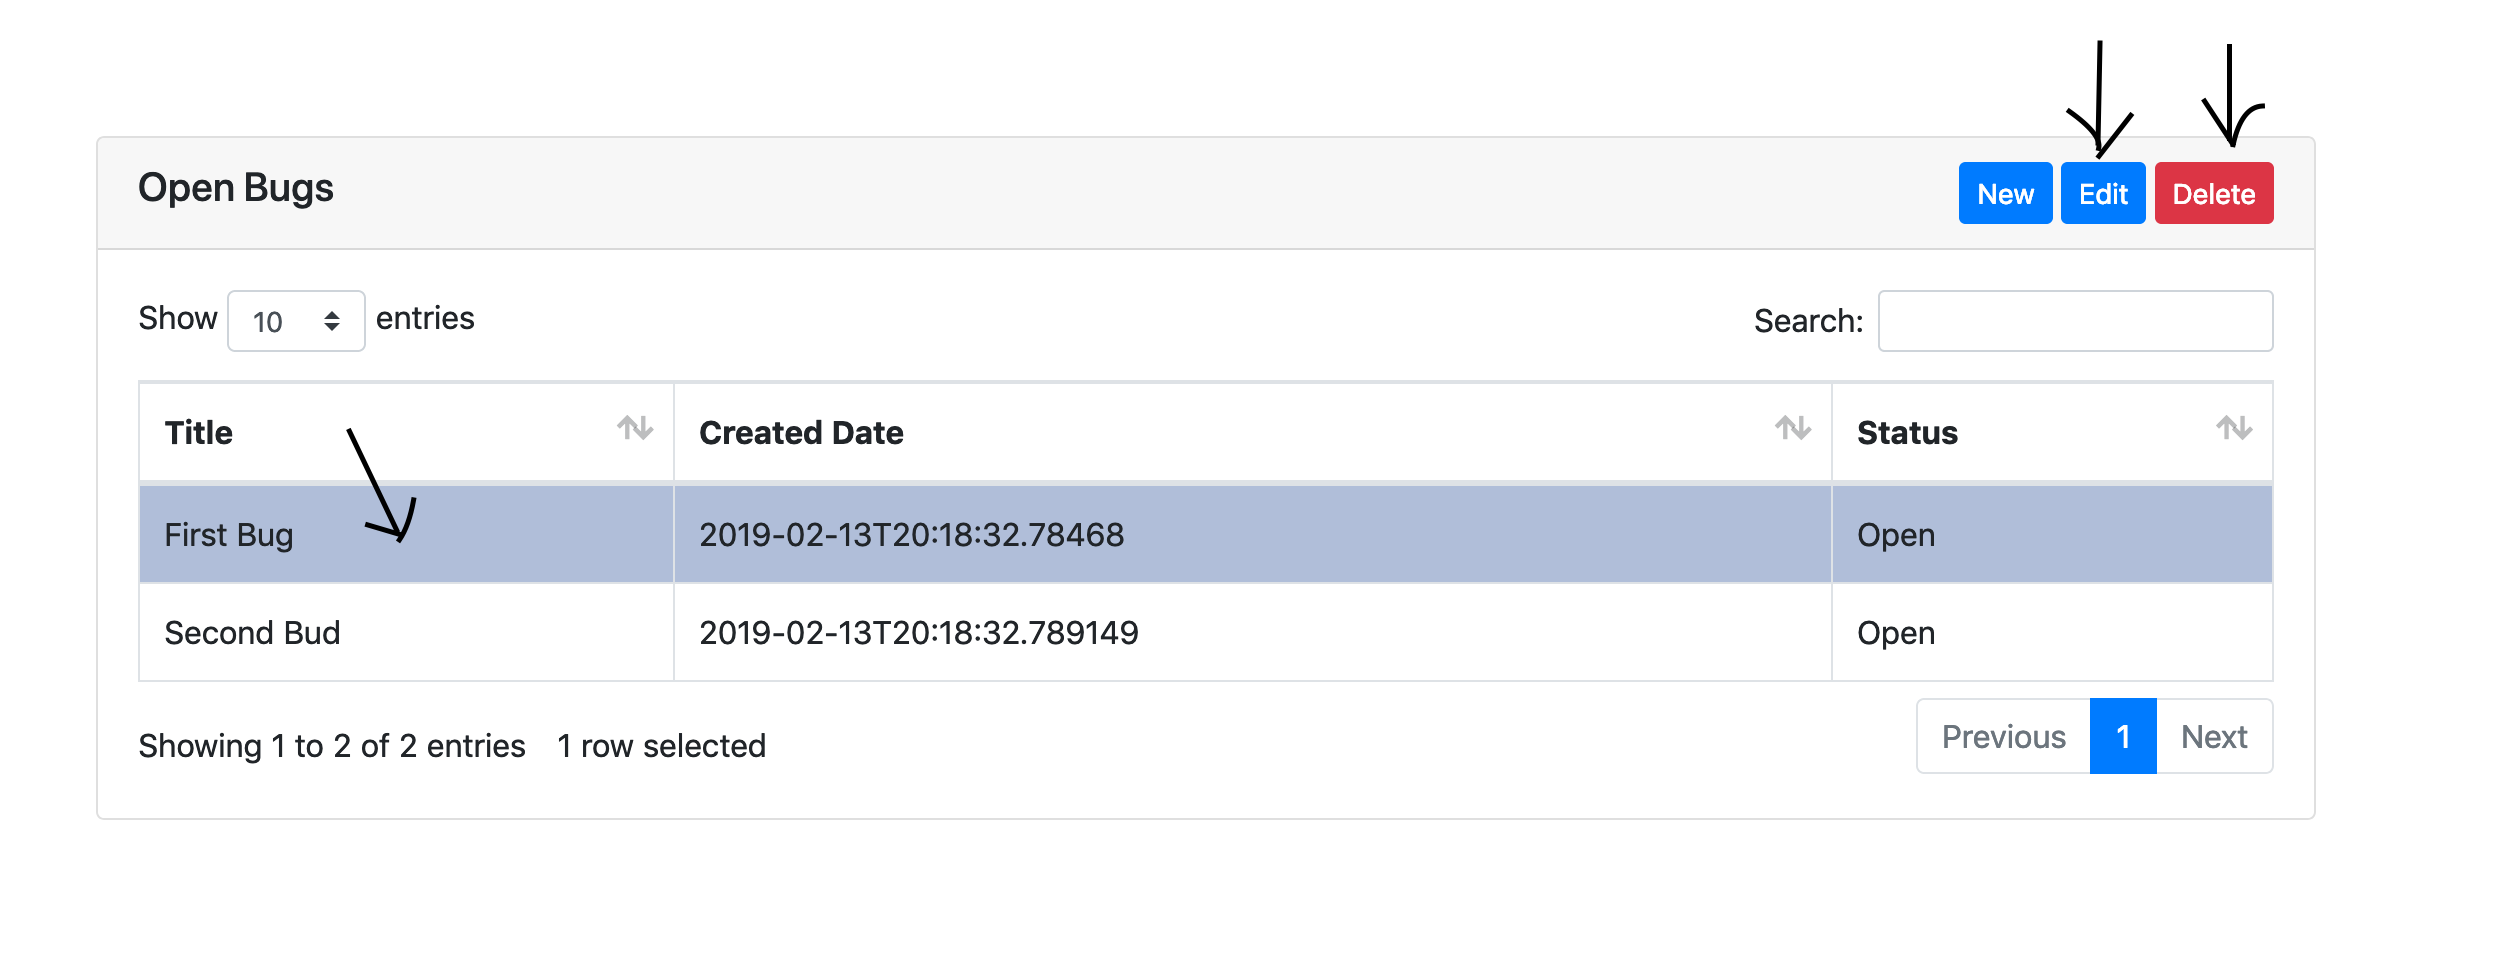 Open Bugs New Edit Delete
Show 10 entries Search:
Title Created Date Status
First Bug 2019-02-13T20:18:32.78468 Open
Second Bud 2019-02-13T20:18:32.789149 Open
Showing 1 to 2 of 2 entries 1 row selected Previous 1 Next